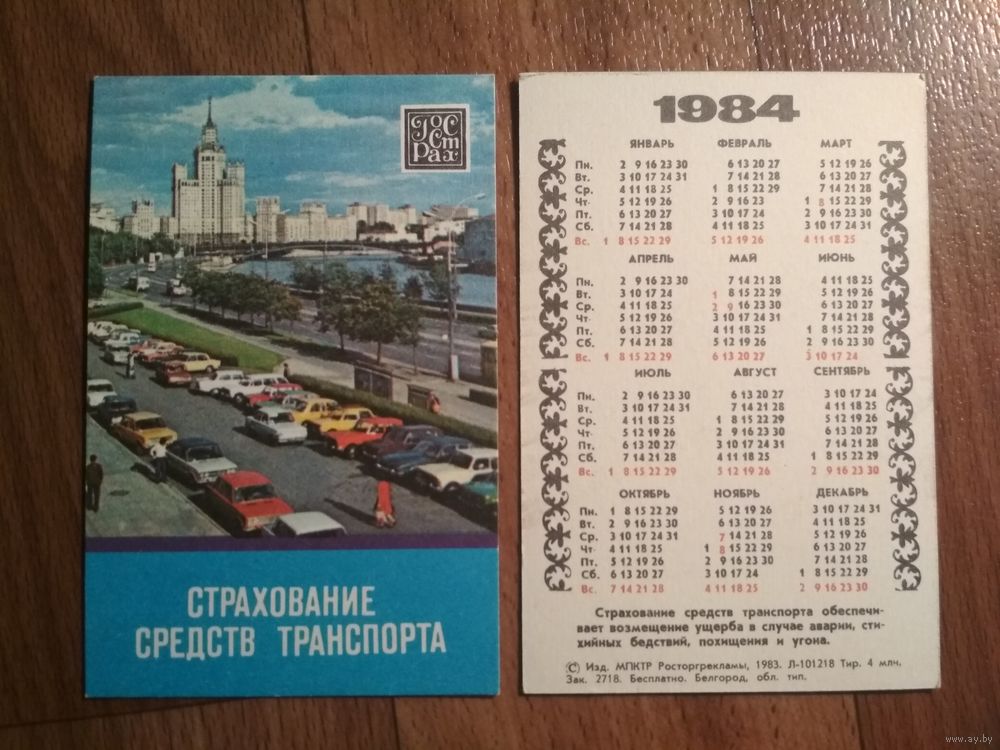 Гос
Ст
Рах
СТРАХОВАНИЕ
СРЕДСТВ ТРАНСПОРТА
1984
ЯНВАРЬ ФЕВРАЛЬ МАРТ
Пн. 2 9 16 23 30 6 13 20 27 5 12 19 26
Вт. 3 10 17 24 31 7 14 21 28 6 13 20 27
Ср. 4 11 18 25 1 8 15 22 29 7 14 21 28
Чт. 5 12 19 26 2 9 16 23 1 8 15 22 29
Пт. 6 13 20 27 3 10 17 24 2 9 16 23 30
Сб. 7 14 21 28 4 11 18 25 3 10 17 24 31
Вс. 1 8 15 22 29 5 12 19 26 4 11 18 25
АПРЕЛЬ МАЙ ИЮНЬ
Пн. 2 9 16 23 30 7 14 21 28 4 11 18 25
Вт. 3 10 17 24 1 8 15 22 29 5 12 19 26
Ср. 4 11 18 25 2 9 16 23 30 6 13 20 27
Чт. 5 12 19 26 3 10 17 24 31 7 14 21 28
Пт. 6 13 20 27 4 11 18 25 1 8 15 22 29
Сб. 7 14 21 28 5 12 19 26 2 9 16 23 30
Вс. 1 8 15 22 29 6 13 20 27 3 10 17 24
ИЮЛЬ АВГУСТ СЕНТЯБРЬ
Пн. 2 9 16 23 30 6 13 20 27 3 10 17 24
Вт. 3 10 17 24 31 7 14 21 28 4 11 18 25
Ср. 4 11 18 25 1 8 15 22 29 5 12 19 26
Чт. 5 12 19 26 2 9 16 23 30 6 13 20 27
Пт. 6 13 20 27 3 10 17 24 31 7 14 21 28
Сб. 7 14 21 28 4 11 18 25 1 8 15 22 29
Вс. 1 8 15 22 29 5 12 19 26 2 9 16 23 30
ОКТЯБРЬ НОЯБРЬ ДЕКАБРЬ
Пн. 1 8 15 22 29 5 12 19 26 3 10 17 24 31
Вт. 2 9 16 23 30 6 13 20 27 4 11 18 25
Ср. 3 10 17 24 31 7 14 21 28 5 12 19 26
Чт. 4 11 18 25 1 8 15 22 29 6 13 20 27
Пт. 5 12 19 26 2 9 16 23 30 7 14 21 28
Сб. 6 13 20 27 3 10 17 24 1 8 15 22 29
Вс. 7 14 21 28 4 11 18 25 2 9 16 23 30
Страхование средств транспорта обеспечи-
вает возмещение ущерба в случае аварии, сти-
хийных бедствий, похищения и угона.
© Изд. МПКТР Росторгрекламы, 1983. Л-101218 Тир. 4 млн.
Зак. 2718. Бесплатно. Белгород, обл. тип.
www.ay.by